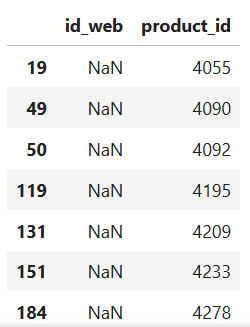 id_web product_id
19 NaN 4055
49 NaN 4090
50 NaN 4092
119 NaN 4195
131 NaN 4209
151 NaN 4233
184 NaN 4278